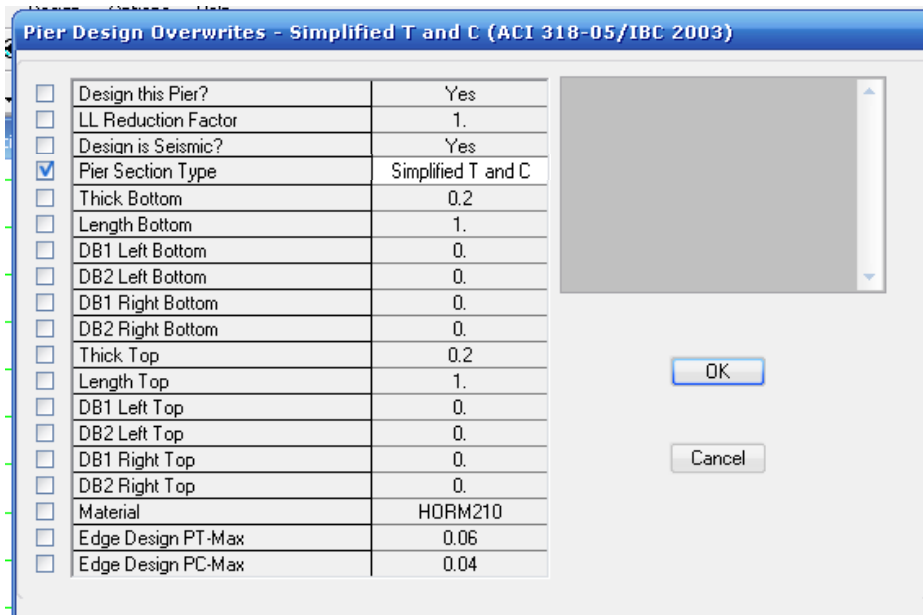 Pier Design Overwrites - Simplified T and C (ACI 318-05/IBC 2003)
Design this Pier? Yes
LL Reduction Factor 1.
Design is Seismic? Yes
Pier Section Type Simplified T and C
Thick Bottom 0.2
Length Bottom 1.
DB1 Left Bottom 0.
DB2 Left Bottom 0.
DB1 Right Bottom 0.
DB2 Right Bottom 0.
Thick Top 0.2
Length Top 1.
DB1 Left Top 0.
DB2 Left Top 0.
DB1 Right Top 0.
DB2 Right Top 0.
Material HORM210
Edge Design PT-Max 0.06
Edge Design PC-Max 0.04
OK
Cancel